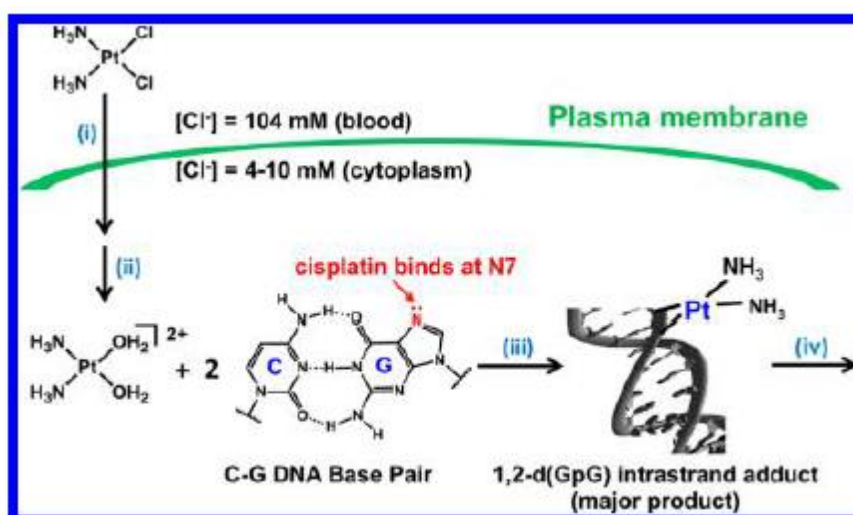 H₃N Cl
Pt
H₃N Cl
(i)
[Cl⁻] = 104 mM (blood)
Plasma membrane
[Cl⁻] = 4-10 mM (cytoplasm)
(ii)
cisplatin binds at N7
H₃N OH₂ 2+
Pt
H₃N OH₂
+ 2
H N H O N
C N H N G N
N O H N N
H
(iii)
NH₃
Pt NH₃
(iv)
C-G DNA Base Pair
1,2-d(GpG) intrastrand adduct
(major product)